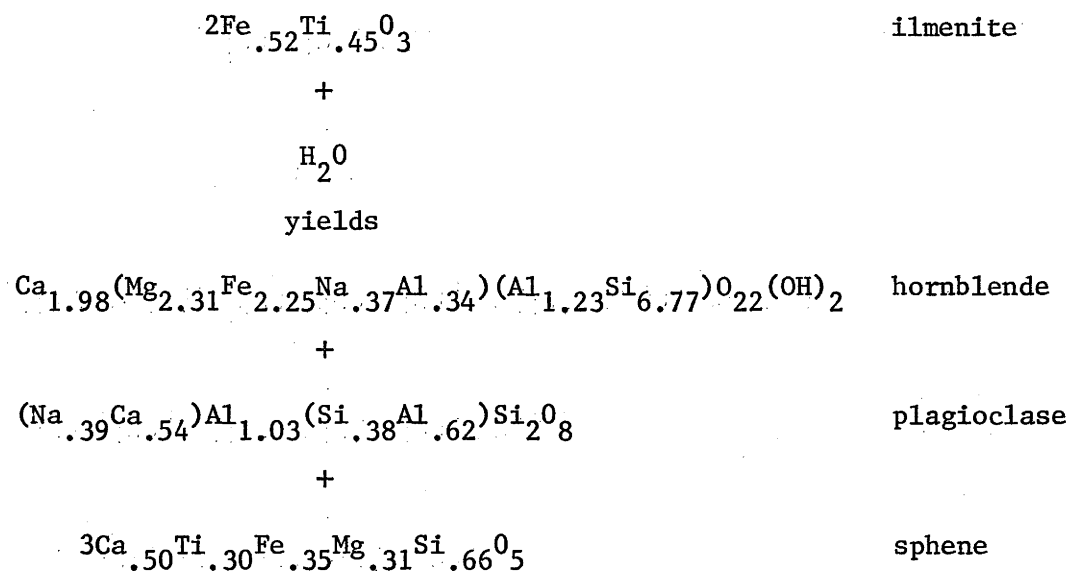 2Fe.52Ti.45O3 ilmenite
+
H2O
yields
Ca1.98(Mg2.31Fe2.25Na.37Al.34)(Al1.23Si6.77)O22(OH)2 hornblende
+
(Na.39Ca.54)Al1.03(Si.38Al.62)Si2O8 plagioclase
+
3Ca.50Ti.30Fe.35Mg.31Si.66O5 sphene